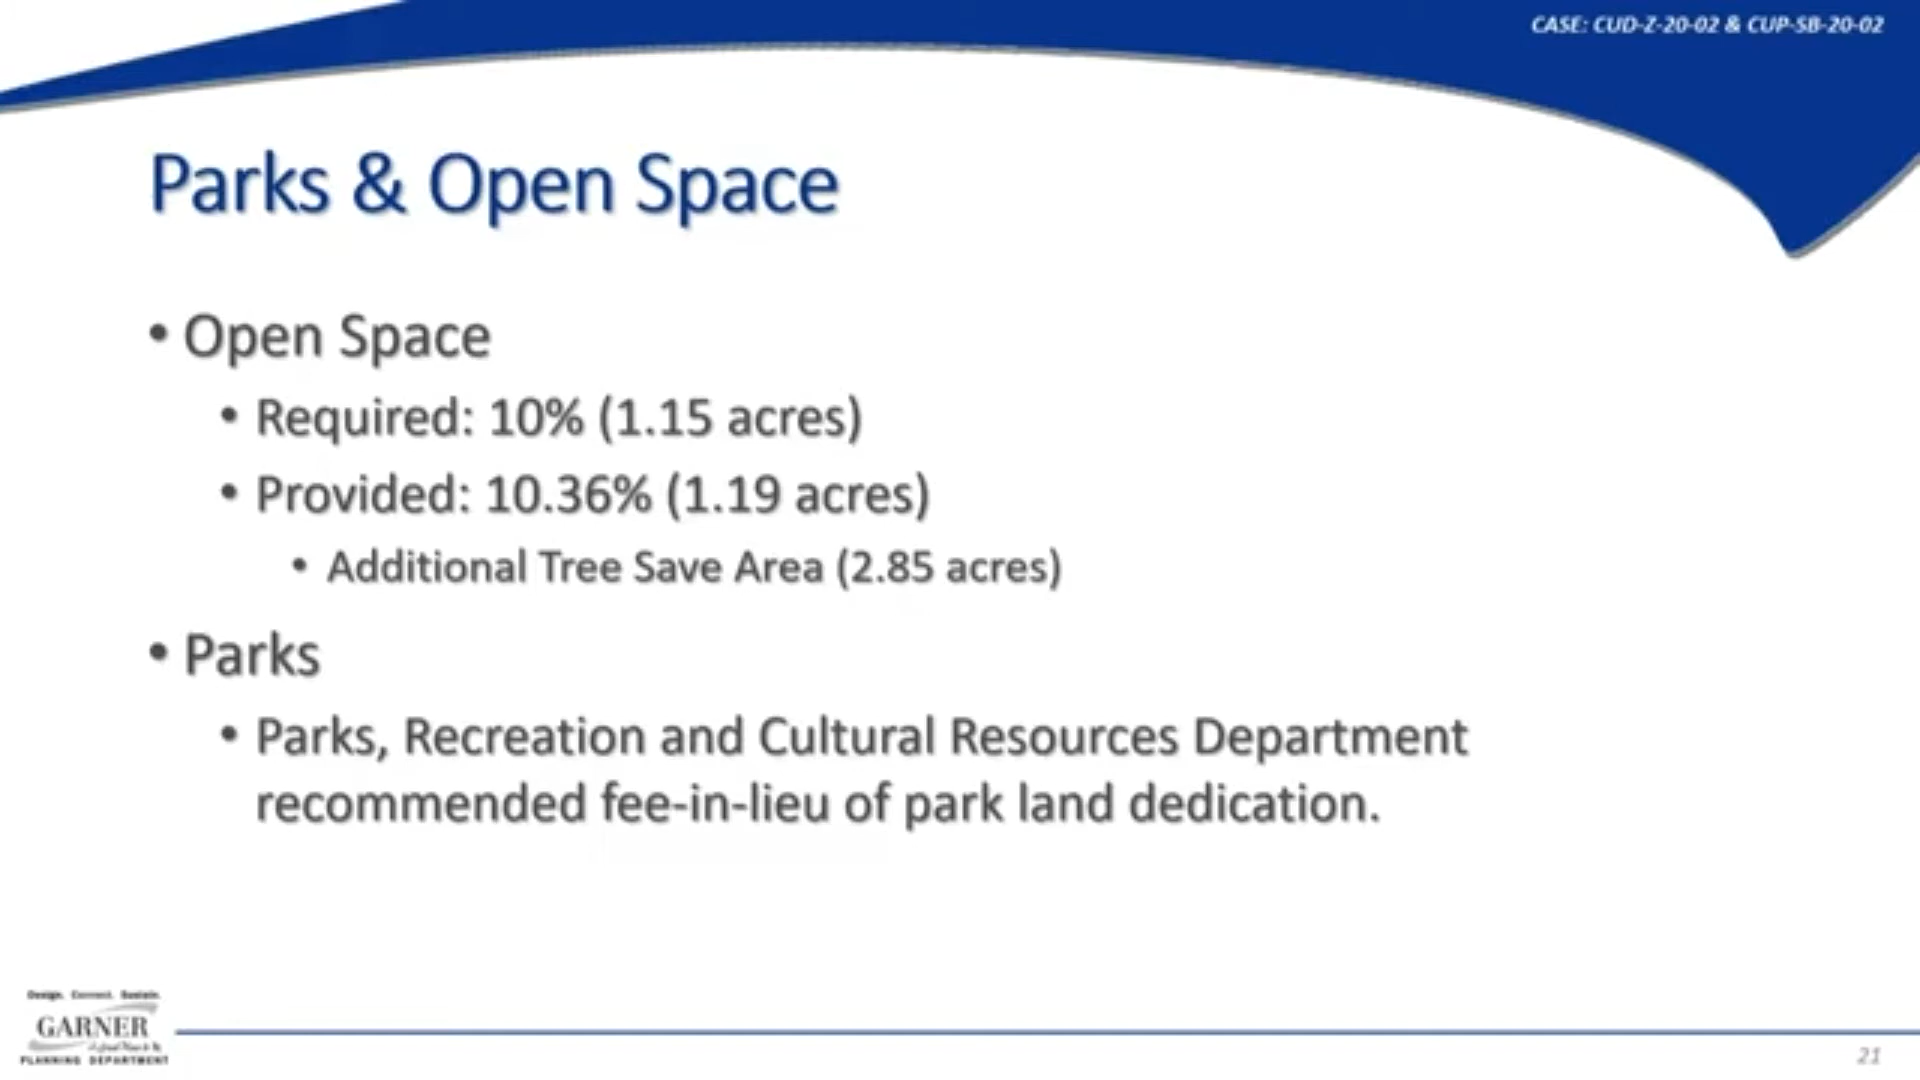 CASE: CUD-Z-20-02 & CUP-SB-20-02
Parks & Open Space
• Open Space
• Required: 10% (1.15 acres)
• Provided: 10.36% (1.19 acres)
• Additional Tree Save Area (2.85 acres)
• Parks
• Parks, Recreation and Cultural Resources Department
recommended fee-in-lieu of park land dedication.
Design. Connect. Sustain.
GARNER
PLANNING DEPARTMENT
21